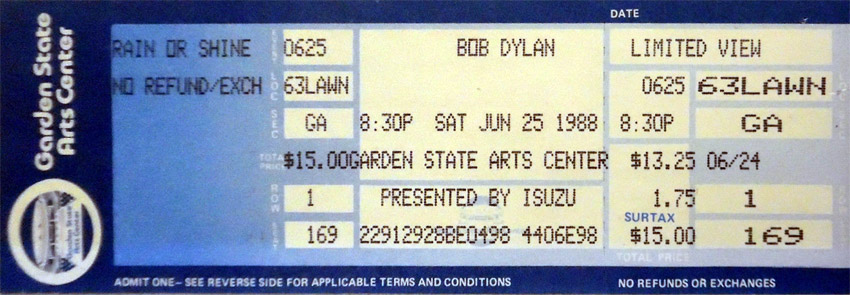 DATE
Garden State
Arts Center
RAIN OR SHINE 0625 BOB DYLAN LIMITED VIEW
NO REFUND/EXCH 63LAWN 0625 63LAWN
GA 8:30P SAT JUN 25 1988 8:30P GA
$15.00GARDEN STATE ARTS CENTER $13.25 06/24
1 PRESENTED BY ISUZU 1.75 1
SURTAX
169 22912928BE0498 4406E98 $15.00 169
TOTAL PRICE
ADMIT ONE— SEE REVERSE SIDE FOR APPLICABLE TERMS AND CONDITIONS NO REFUNDS OR EXCHANGES